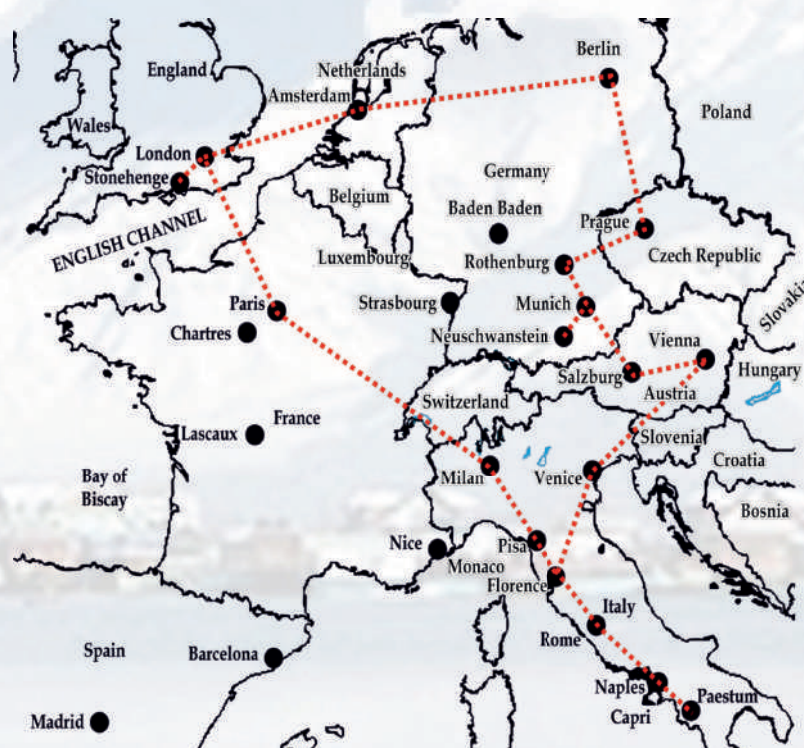 Berlin
England
Netherlands
Amsterdam
Poland
Wales
London
Stonehenge
Germany
Belgium
Baden Baden
ENGLISH CHANNEL
Prague
Czech Republic
Luxembourg
Rothenburg
Paris
Strasbourg
Munich
Slovakia
Chartres
Neuschwanstein
Vienna
Hungary
Salzburg
Austria
Switzerland
France
Lascaux
Slovenia
Croatia
Bay of
Biscay
Milan
Venice
Bosnia
Nice
Pisa
Monaco
Florence
Italy
Rome
Spain
Barcelona
Naples
Paestum
Capri
Madrid